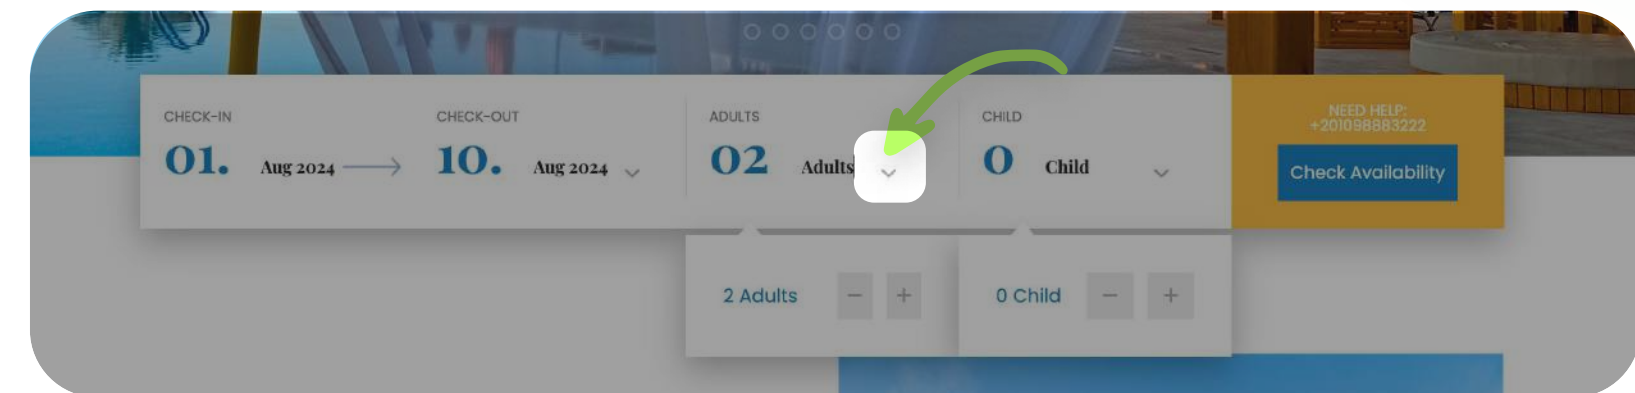 CHECK-IN
01. Aug 2024
CHECK-OUT
10. Aug 2024
ADULTS
02 Adults
CHILD
0 Child
NEED HELP:
+201098883222
Check Availability
2 Adults − +
0 Child − +